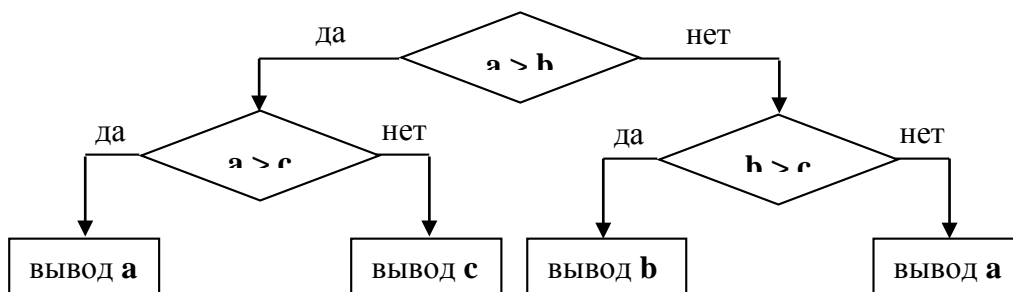 да
нет
a > b
да
нет
да
нет
a > c
b > c
вывод a
вывод c
вывод b
вывод a